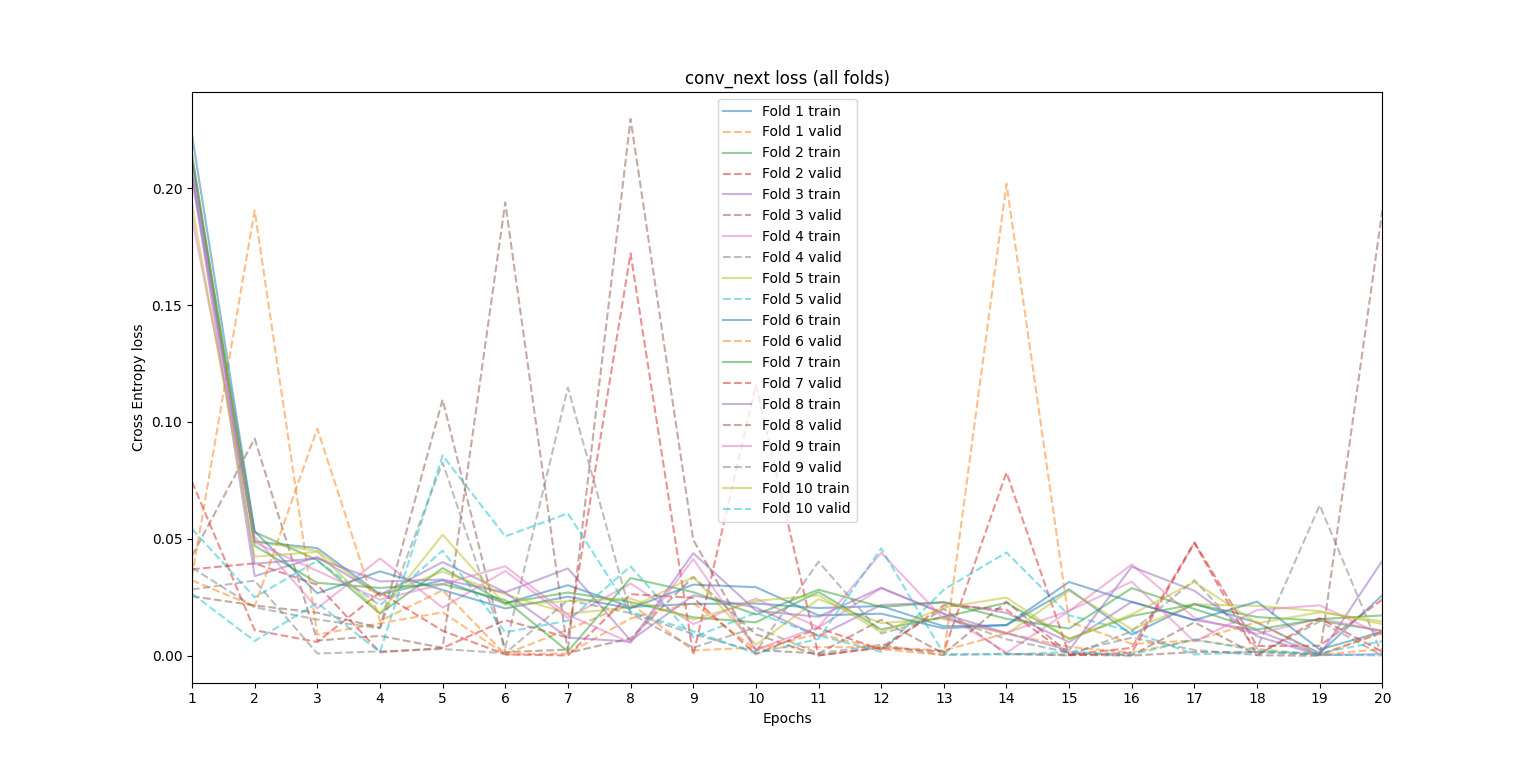 conv_next loss (all folds)
Fold 1 train
Fold 1 valid
Fold 2 train
Fold 2 valid
Fold 3 train
Fold 3 valid
Fold 4 train
Fold 4 valid
Fold 5 train
Fold 5 valid
Fold 6 train
Fold 6 valid
Fold 7 train
Fold 7 valid
Fold 8 train
Fold 8 valid
Fold 9 train
Fold 9 valid
Fold 10 train
Fold 10 valid
Cross Entropy loss
0.20
0.15
0.10
0.05
0.00
1 2 3 4 5 6 7 8 9 10 11 12 13 14 15 16 17 18 19 20
Epochs